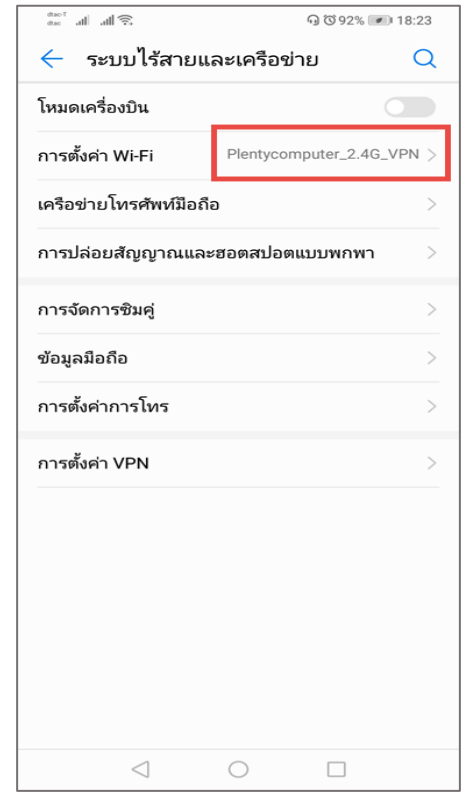 dtac-T
dtac
92% 18:23
ระบบไร้สายและเครือข่าย
โหมดเครื่องบิน
การตั้งค่า Wi-Fi Plentycomputer_2.4G_VPN
เครือข่ายโทรศัพท์มือถือ
การปล่อยสัญญาณและฮอตสปอตแบบพกพา
การจัดการซิมคู่
ข้อมูลมือถือ
การตั้งค่าการโทร
การตั้งค่า VPN